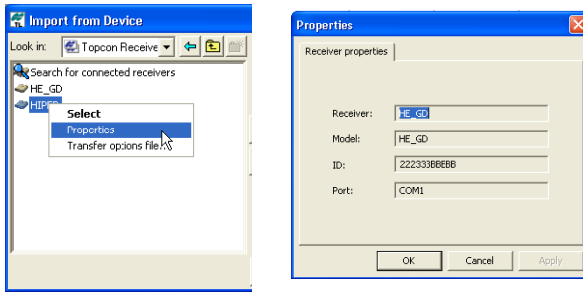 Import from Device
Look in: Topcon Receive
Search for connected receivers
HE_GD
HIPER
Select
Properties
Transfer options file...
Properties
Receiver properties
Receiver: HE_GD
Model: HE_GD
ID: 222333BBEBB
Port: COM1
OK Cancel Apply